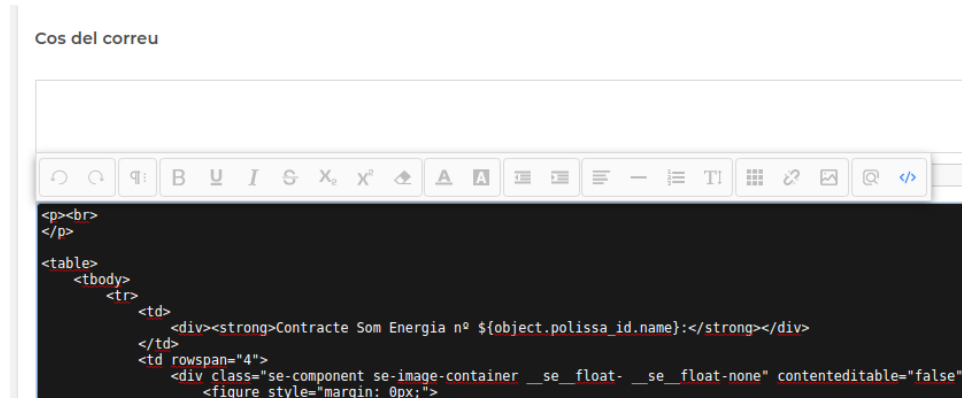 Cos del correu
B U I S X₂ X² A A T
<p><br>
</p>
<table>
<tbody>
<tr>
<td>
<div><strong>Contracte Som Energia nº ${object.polissa_id.name}:</strong></div>
</td>
<td rowspan="4">
<div class="se-component se-image-container __se__float- __se__float-none" contenteditable="false"
<figure style="margin: 0px;">